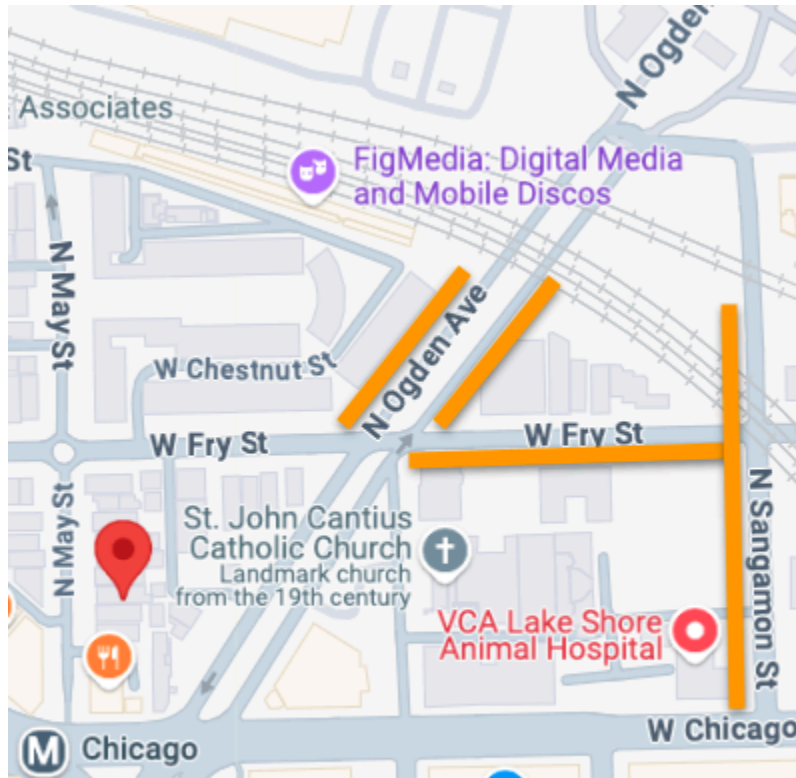 N Ogden
Associates
FigMedia: Digital Media
and Mobile Discos
St
N May St
N Ogden Ave
W Chestnut St
W Fry St
W Fry St
N May St
St. John Cantius
Catholic Church
Landmark church
from the 19th century
N Sangamon St
VCA Lake Shore
Animal Hospital
W Chicago
M Chicago